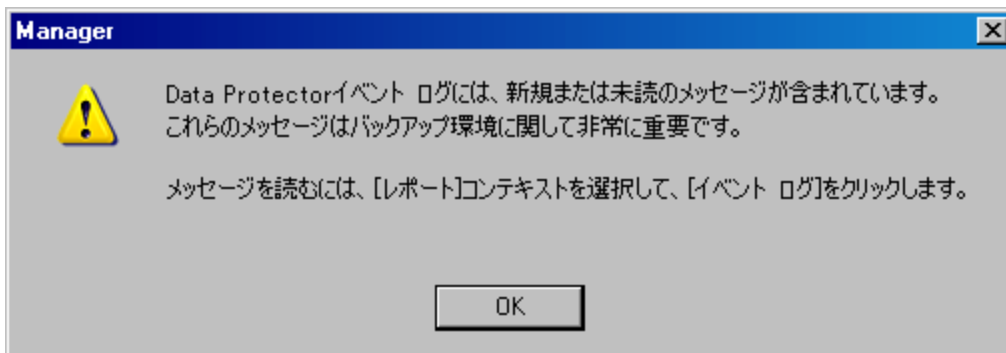 Manager
Data Protectorイベント ログには、新規または未読のメッセージが含まれています。
これらのメッセージはバックアップ環境に関して非常に重要です。
メッセージを読むには、[レポート]コンテキストを選択して、[イベント ログ]をクリックします。
OK